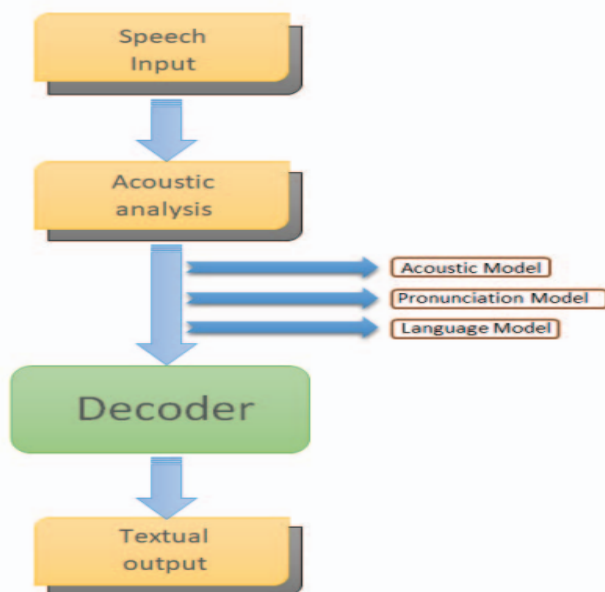 Speech
Input
Acoustic
analysis
Acoustic Model
Pronunciation Model
Language Model
Decoder
Textual
output